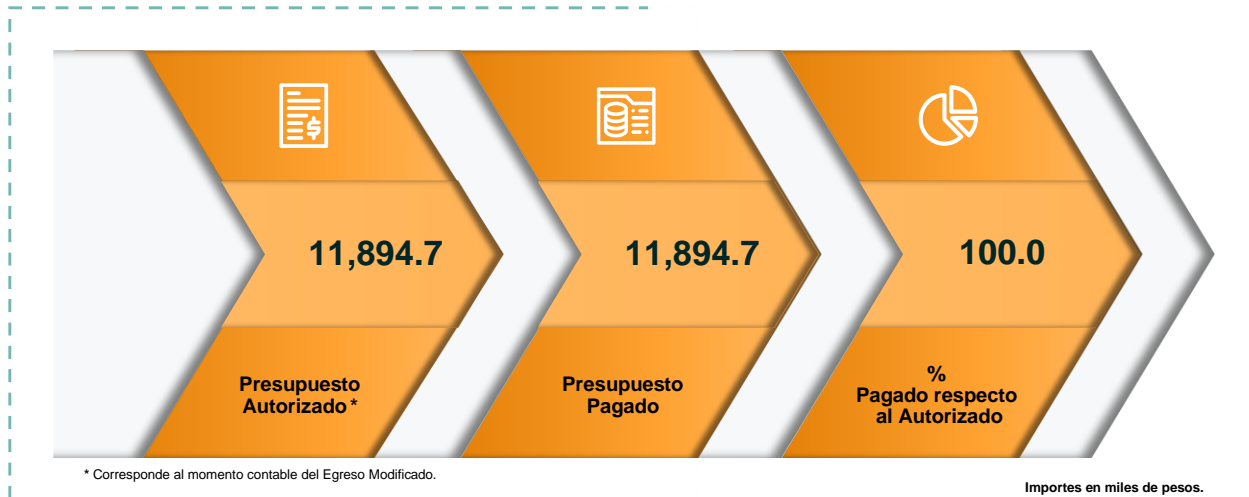 11,894.7
11,894.7
100.0
Presupuesto
Autorizado *
Presupuesto
Pagado
%
Pagado respecto
al Autorizado
* Corresponde al momento contable del Egreso Modificado.
Importes en miles de pesos.